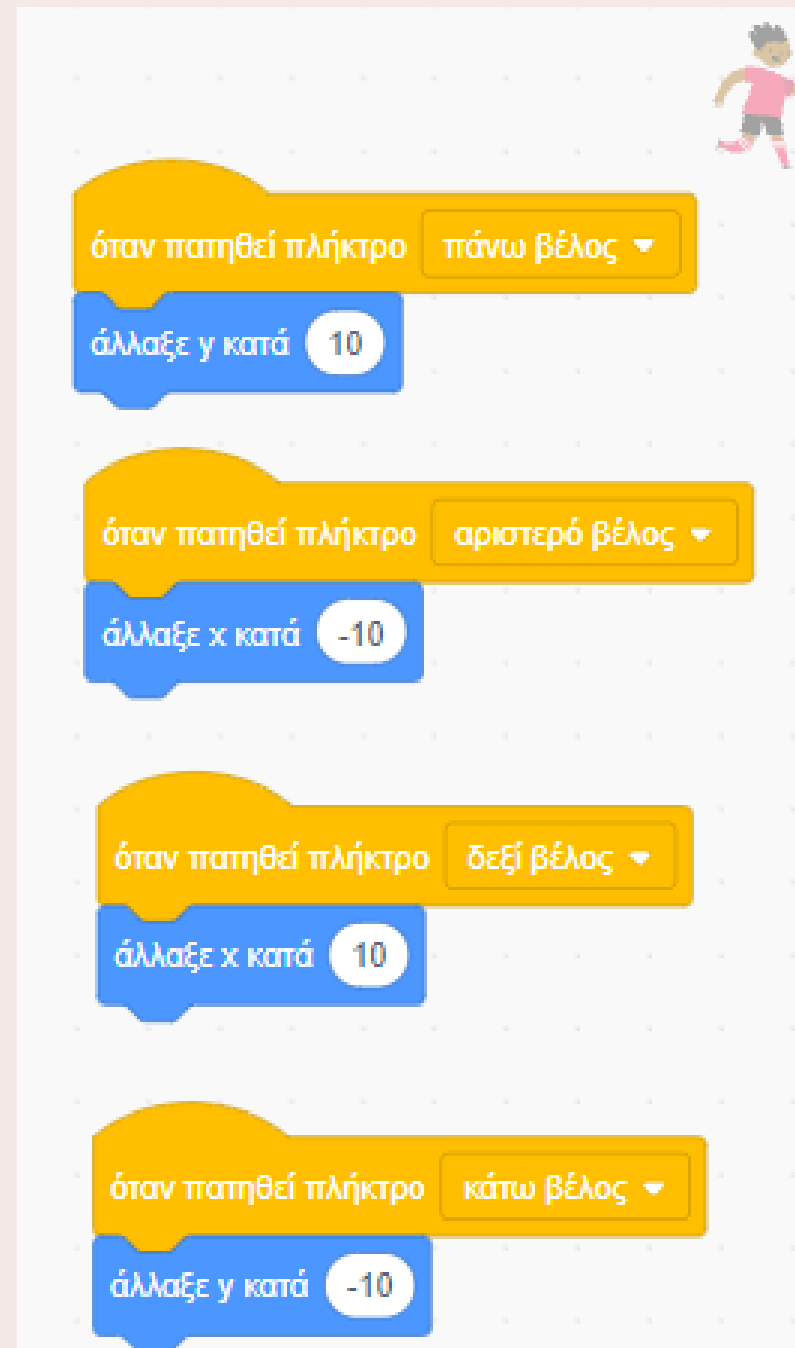 όταν πατηθεί πλήκτρο πάνω βέλος
άλλαξε y κατά 10
όταν πατηθεί πλήκτρο αριστερό βέλος
άλλαξε x κατά -10
όταν πατηθεί πλήκτρο δεξί βέλος
άλλαξε x κατά 10
όταν πατηθεί πλήκτρο κάτω βέλος
άλλαξε y κατά -10